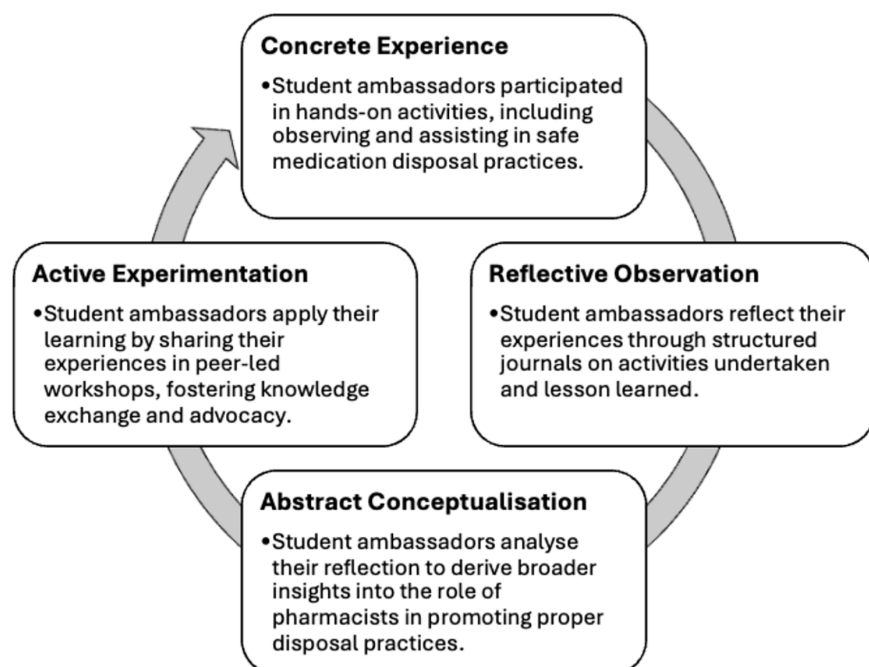 Concrete Experience
•Student ambassadors participated
in hands-on activities, including
observing and assisting in safe
medication disposal practices.
Active Experimentation
•Student ambassadors apply their
learning by sharing their
experiences in peer-led
workshops, fostering knowledge
exchange and advocacy.
Reflective Observation
•Student ambassadors reflect their
experiences through structured
journals on activities undertaken
and lesson learned.
Abstract Conceptualisation
•Student ambassadors analyse
their reflection to derive broader
insights into the role of
pharmacists in promoting proper
disposal practices.